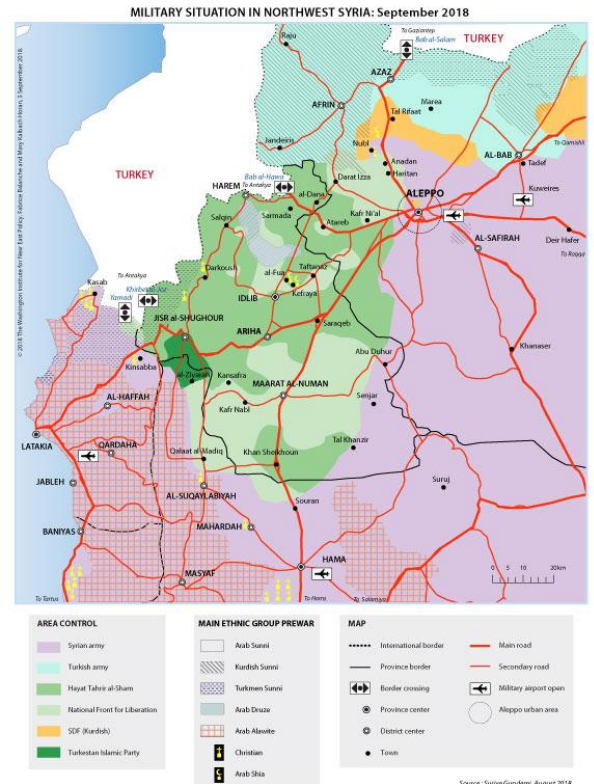 MILITARY SITUATION IN NORTHWEST SYRIA: September 2018
© 2018 The Washington Institute for Near East Policy. Fabrice Balanche and Mary Kalbach Horan, 3 September 2018.
Raju
To Gaziantep
Bab al-Salam
TURKEY
AZAZ
AFRIN
Marea
Tal Rifaat
Jandeiris
Nubl
To Qamishli
AL-BAB
Anadan
Tadef
TURKEY
Bab al-Hawa
Haritan
HAREM
To Antakya
Darat Izza
Kuweires
al-Dana
ALEPPO
Salqin
Sarmada
Kafr Ni'al
Atareb
AL-SAFIRAH
Deir Hafer
To Raqqa
To Antakya
Darkoush
al-Fua
Taftanaz
Kasab
Khirbet al-Joz
Kefraya
Yamadi
IDLIB
JISR al-SHUGHOUR
Saraqeb
ARIHA
Khanaser
Abu Duhur
Kinsabba
al-Ziyarah
Kansafra
MAARAT AL-NUMAN
AL-HAFFAH
Kafr Nabl
Senjar
LATAKIA
QARDAHA
Tal Khanzir
Qalaat al-Madiq
Khan Sheikhoun
JABLEH
Suruj
AL-SUQAYLABIYAH
Souran
MAHARDAH
BANIYAS
HAMA
MASYAF
0 5 10 20km
To Tartus
To Homs
To Salamiya
AREA CONTROL
Syrian army
Turkish army
Hayat Tahrir al-Sham
National Front for Liberation
SDF (Kurdish)
Turkestan Islamic Party
MAIN ETHNIC GROUP PREWAR
Arab Sunni
Kurdish Sunni
Turkmen Sunni
Arab Druze
Arab Alawite
Christian
Arab Shia
MAP
International border
Province border
Border crossing
Province center
District center
Town
Main road
Secondary road
Military airport open
Aleppo urban area
Source : SuriyeGundemi, August 2018